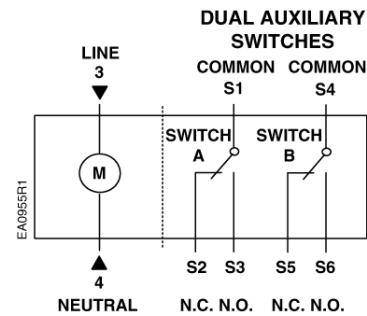 DUAL AUXILIARY
SWITCHES
LINE
3
COMMON COMMON
S1 S4
SWITCH
A
SWITCH
B
M
EA0955R1
4
NEUTRAL
S2 S3 S5 S6
N.C. N.O. N.C. N.O.